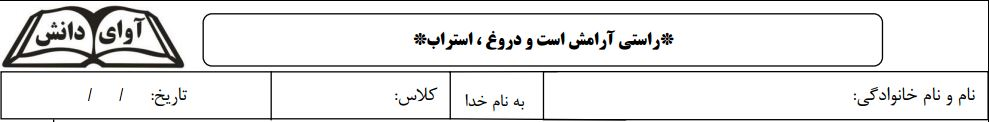 آوای دانش
*راستی آرامش است و دروغ ، استراب*
نام و نام خانوادگی:
به نام خدا
کلاس:
تاریخ: / /